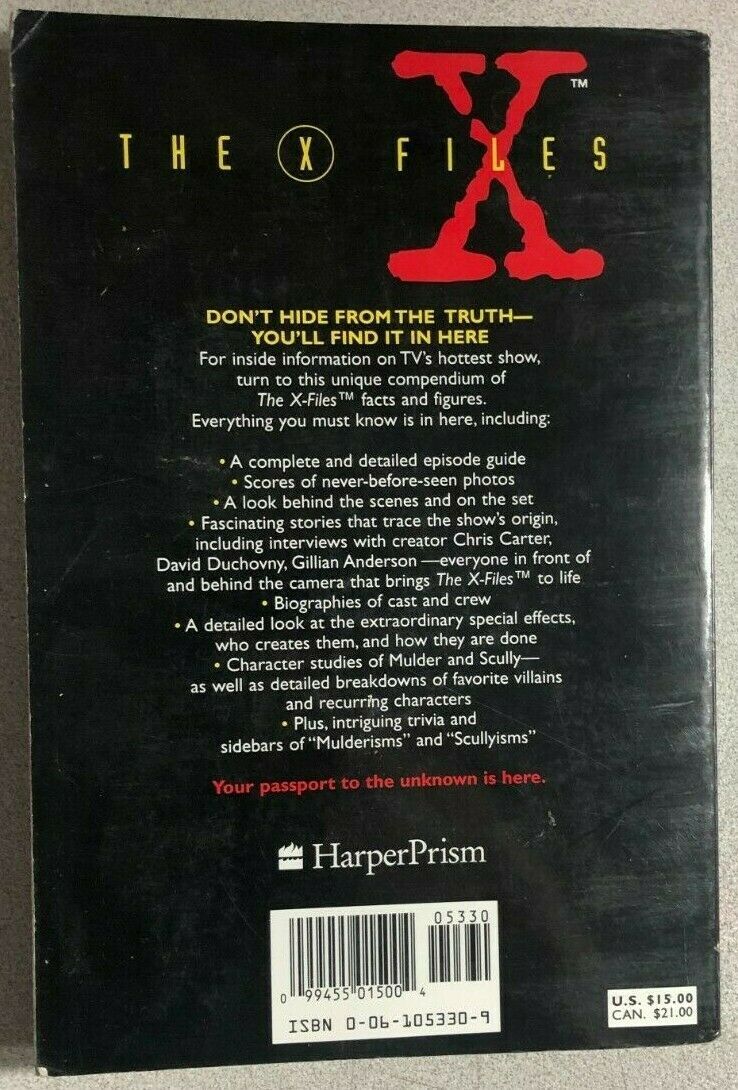 X™
THE X FILES
DON'T HIDE FROM THE TRUTH—
YOU'LL FIND IT IN HERE
For inside information on TV's hottest show,
turn to this unique compendium of
The X-Files™ facts and figures.
Everything you must know is in here, including:
• A complete and detailed episode guide
• Scores of never-before-seen photos
• A look behind the scenes and on the set
• Fascinating stories that trace the show's origin,
including interviews with creator Chris Carter,
David Duchovny, Gillian Anderson —everyone in front of
and behind the camera that brings The X-Files™ to life
• Biographies of cast and crew
• A detailed look at the extraordinary special effects,
who creates them, and how they are done
• Character studies of Mulder and Scully—
as well as detailed breakdowns of favorite villains
and recurring characters
• Plus, intriguing trivia and
sidebars of "Mulderisms" and "Scullyisms"
Your passport to the unknown is here.
HarperPrism
05330
0 99455 01500 4
ISBN 0-06-105330-9
U.S. $15.00
CAN. $21.00